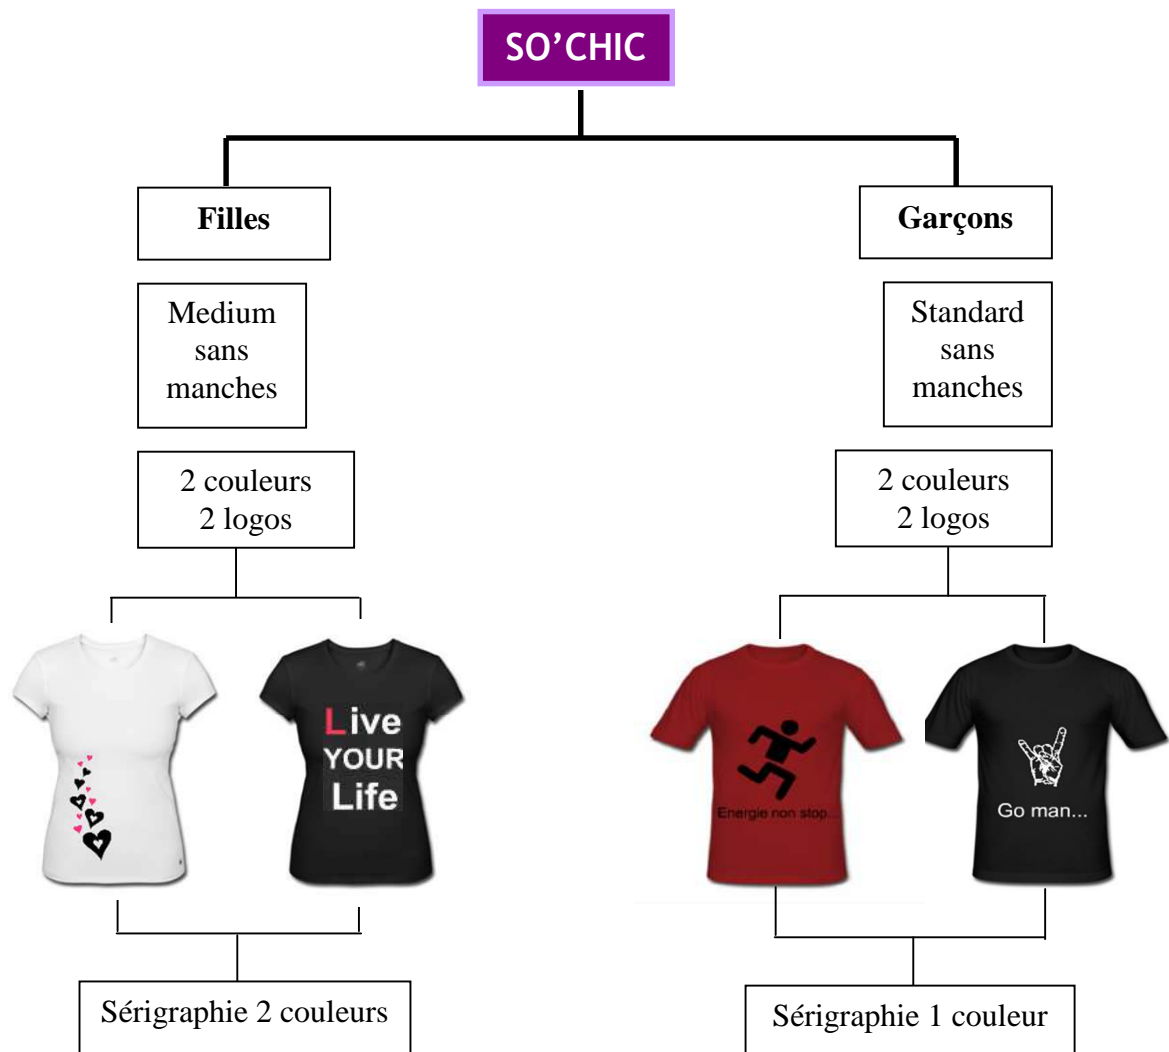 SO’CHIC
Filles
Garçons
Medium
sans
manches
Standard
sans
manches
2 couleurs
2 logos
2 couleurs
2 logos
Live
YOUR
Life
Energie non stop...
Go man...
Sérigraphie 2 couleurs
Sérigraphie 1 couleur